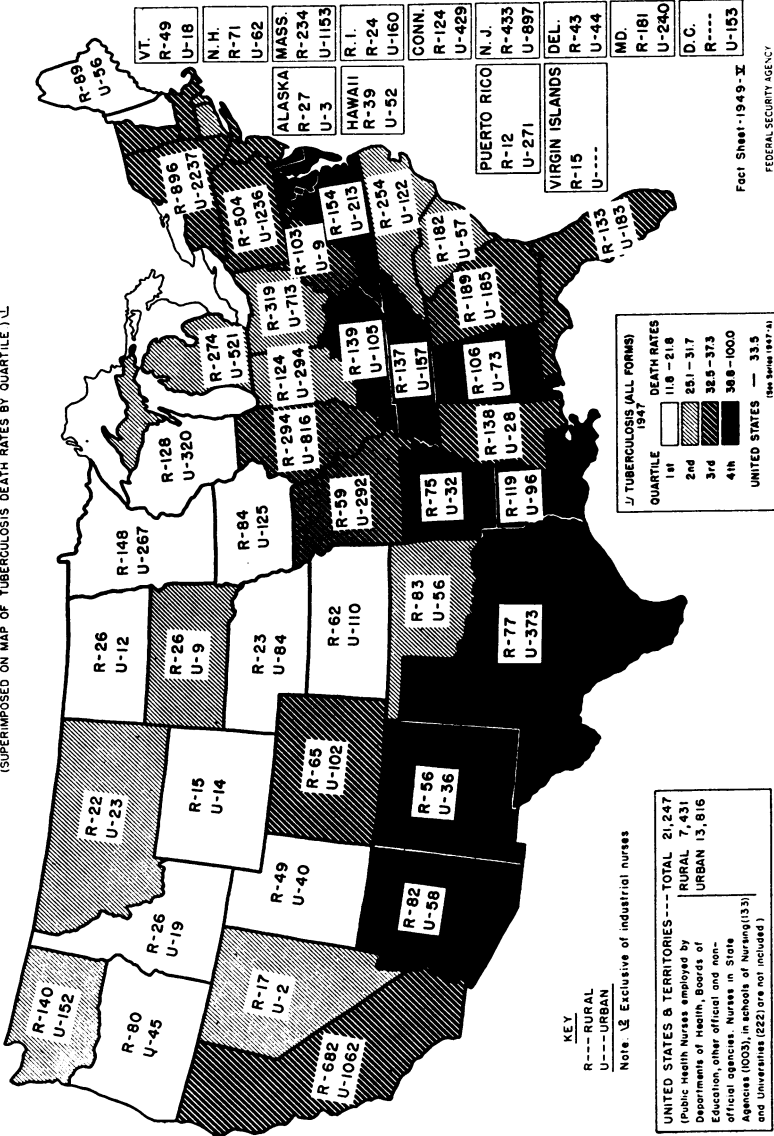 (SUPERIMPOSED ON MAP OF TUBERCULOSIS DEATH RATES BY QUARTILE) \1
R-140
U-152
R-80
U-45
R-26
U-19
R-22
U-23
R-15
U-14
R-17
U-2
R-49
U-40
R-682
U-1062
R-82
U-58
R-56
U-36
R-65
U-102
R-26
U-12
R-26
U-9
R-23
U-84
R-62
U-110
R-83
U-56
R-77
U-373
R-148
U-267
R-84
U-125
R-59
U-292
R-75
U-32
R-119
U-96
R-128
U-320
R-294
U-816
R-274
U-521
R-124
U-294
R-319
U-713
R-139
U-105
R-137
U-157
R-138
U-28
R-106
U-73
R-189
U-185
R-182
U-57
R-133
U-183
R-254
U-122
R-154
U-213
R-103
U-9
R-504
U-1236
R-896
U-2237
R-89
U-56
VT.
R-49
U-18
N.H.
R-71
U-62
MASS.
R-234
U-1153
R.I.
R-24
U-160
CONN.
R-124
U-429
N.J.
R-433
U-897
DEL.
R-43
U-44
MD.
R-181
U-240
D.C.
R----
U-153
ALASKA
R-27
U-3
HAWAII
R-39
U-52
PUERTO RICO
R-12
U-271
VIRGIN ISLANDS
R-15
U----
KEY
R---RURAL
U---URBAN
Note. \2 Exclusive of industrial nurses
UNITED STATES & TERRITORIES--- TOTAL 21,247
RURAL 7,431
URBAN 13,816
(Public Health Nurses employed by
Departments of Health, Boards of
Education, other official and non-
official agencies. Nurses in State
Agencies (1003), in schools of Nursing (133)
and Universities (222) are not included)
1/ TUBERCULOSIS (ALL FORMS)
1947
QUARTILE DEATH RATES
1st 11.8-21.8
2nd 25.1-31.7
3rd 32.5-37.3
4th 38.8-100.0
UNITED STATES — 33.5
(See Series 1947-A)
Fact Sheet-1949-X
FEDERAL SECURITY AGENCY